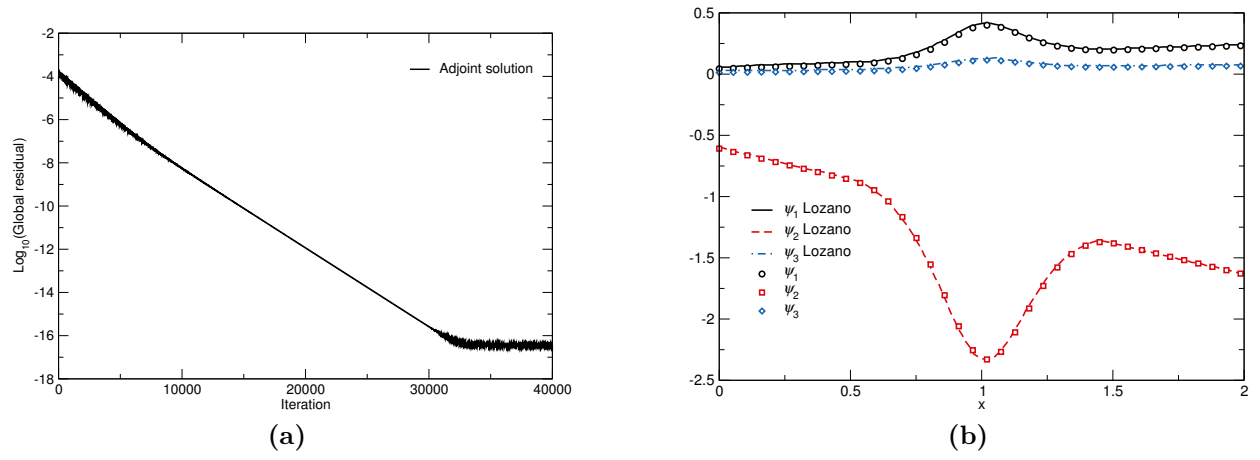 -2
-4
-6
-8
-10
-12
-14
-16
-18
Log10(Global residual)
Adjoint solution
0
10000
20000
30000
40000
Iteration
(a)
0.5
0
-0.5
-1
-1.5
-2
-2.5
ψ1 Lozano
ψ2 Lozano
ψ3 Lozano
ψ1
ψ2
ψ3
0
0.5
1
1.5
2
x
(b)